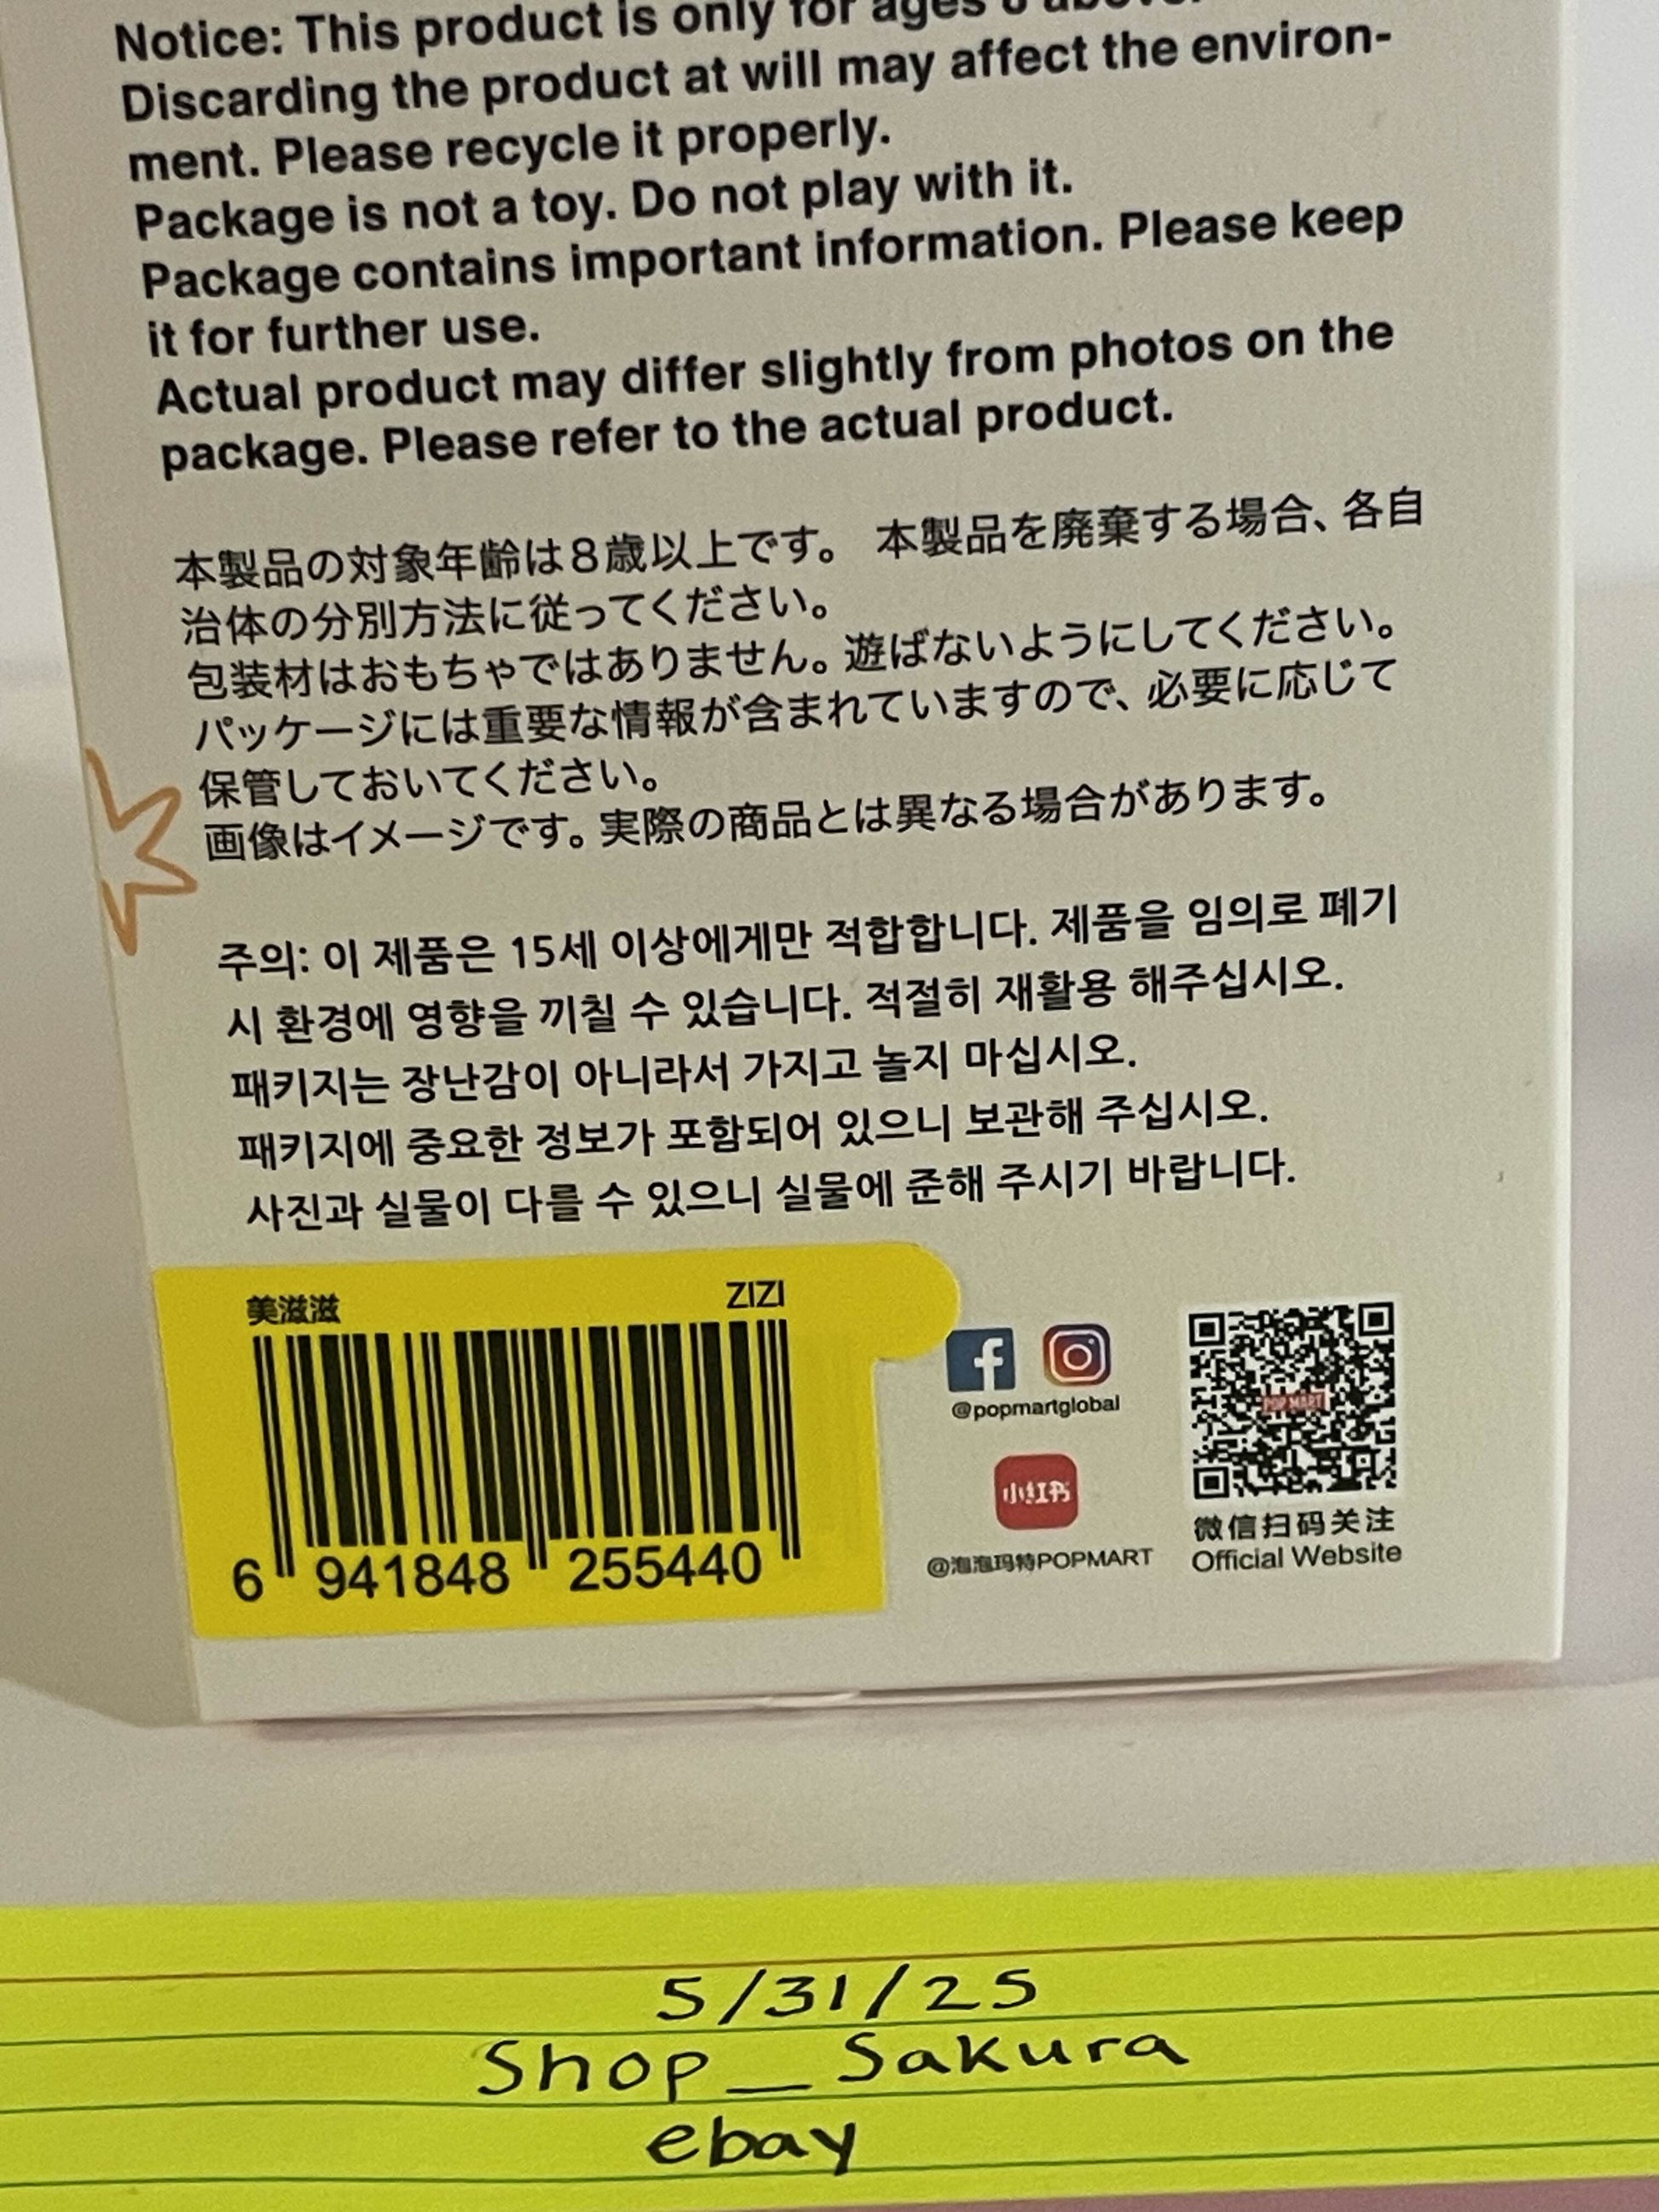 Notice: This product is only for ages 8 above.
Discarding the product at will may affect the environ-
ment. Please recycle it properly.
Package is not a toy. Do not play with it.
Package contains important information. Please keep
it for further use.
Actual product may differ slightly from photos on the
package. Please refer to the actual product.
本製品の対象年齢は8歳以上です。 本製品を廃棄する場合、各自
治体の分別方法に従ってください。
包装材はおもちゃではありません。遊ばないようにしてください。
パッケージには重要な情報が含まれていますので、必要に応じて
保管しておいてください。
画像はイメージです。実際の商品とは異なる場合があります。
주의: 이 제품은 15세 이상에게만 적합합니다. 제품을 임의로 폐기
시 환경에 영향을 끼칠 수 있습니다. 적절히 재활용 해주십시오.
패키지는 장난감이 아니라서 가지고 놀지 마십시오.
패키지에 중요한 정보가 포함되어 있으니 보관해 주십시오.
사진과 실물이 다를 수 있으니 실물에 준해 주시기 바랍니다.
美滋滋 ZIZI
6 941848 255440
@popmartglobal
小红书
@泡泡玛特POPMART
POP MART
微信扫码关注
Official Website
5/31/25
Shop_Sakura
ebay